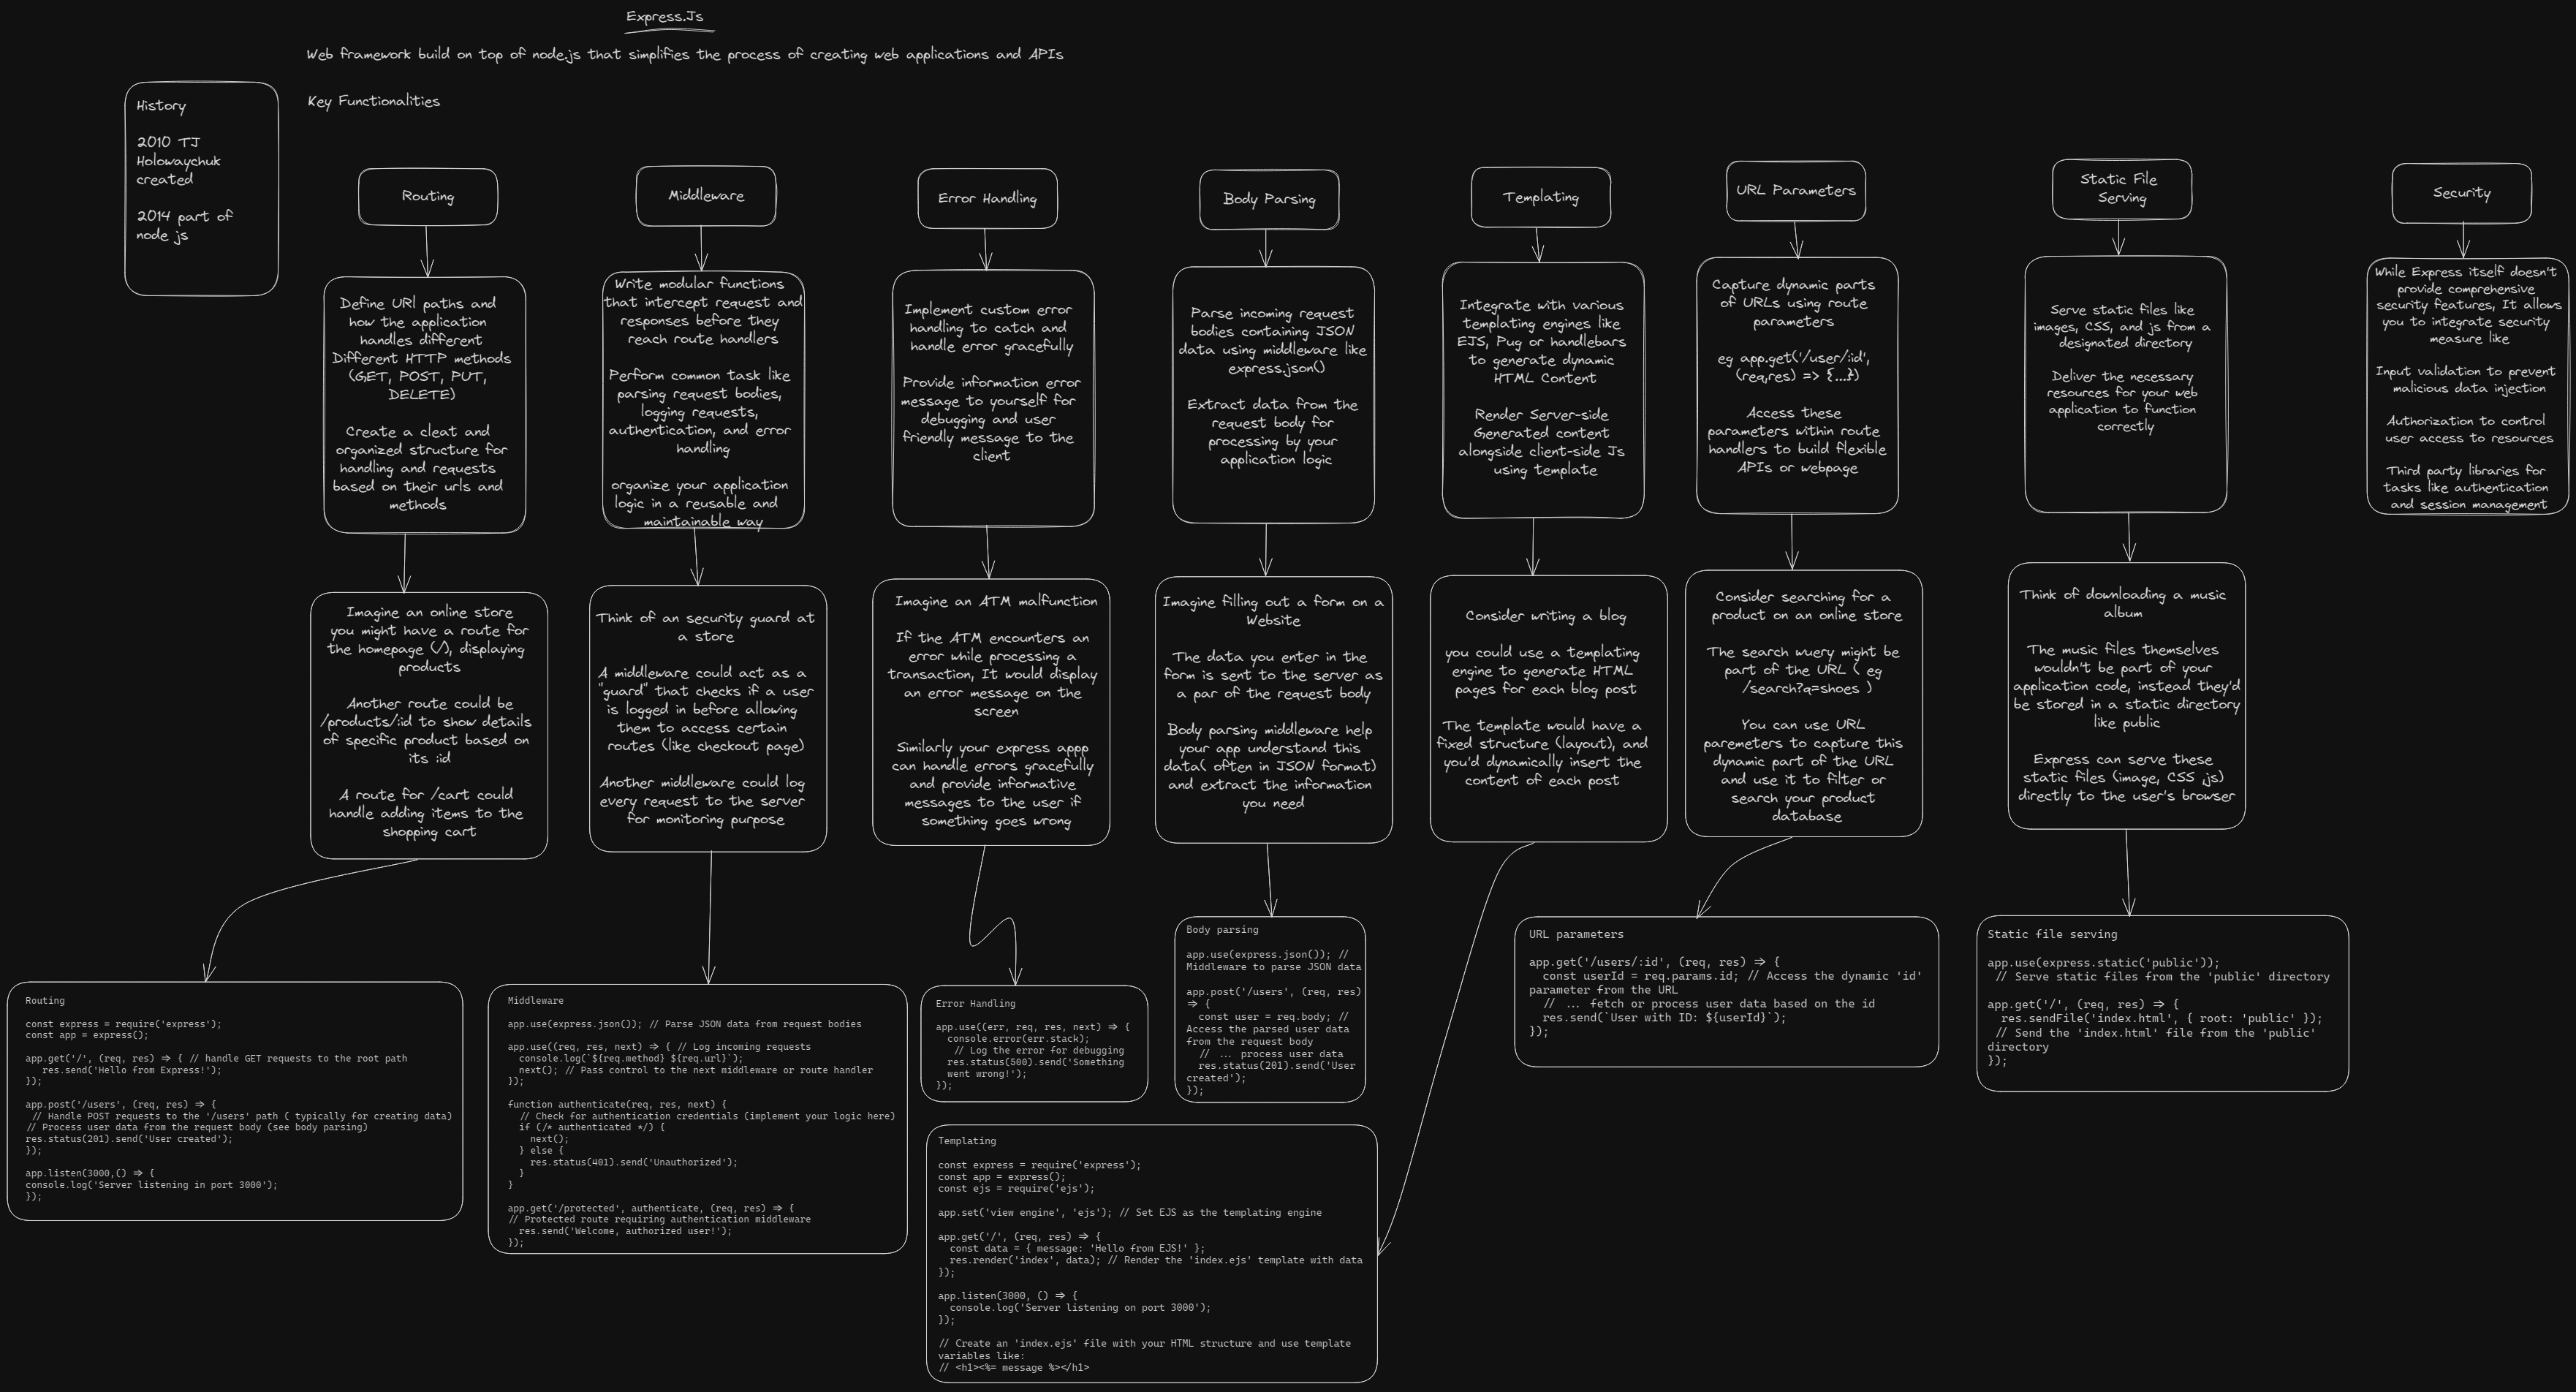 Express.Js
Web framework build on top of node.js that simplifies the process of creating web applications and APIs
Key Functionalities
History
2010 TJ
Holowaychuk
created
2014 part of
node js
Routing
Define URl paths and
how the application
handles different
Different HTTP methods
(GET, POST, PUT,
DELETE)
Create a cleat and
organized structure for
handling and requests
based on their urls and
methods
Imagine an online store
you might have a route for
the homepage (/), displaying
products
Another route could be
/products/:id to show details
of specific product based on
its :id
A route for /cart could
handle adding items to the
shopping cart
Routing
const express = require('express');
const app = express();
app.get('/', (req, res) => { // handle GET requests to the root path
res.send('Hello from Express!');
});
app.post('/users', (req, res) => {
// Handle POST requests to the '/users' path ( typically for creating data)
// Process user data from the request body (see body parsing)
res.status(201).send('User created');
});
app.listen(3000,() => {
console.log('Server listening in port 3000');
});
Middleware
Write modular functions
that intercept request and
responses before they
reach route handlers
Perform common task like
parsing request bodies,
logging requests,
authentication, and error
handling
organize your application
logic in a reusable and
maintainable way
Think of an security guard at
a store
A middleware could act as a
"guard" that checks if a user
is logged in before allowing
them to access certain
routes (like checkout page)
Another middleware could log
every request to the server
for monitoring purpose
Middleware
app.use(express.json()); // Parse JSON data from request bodies
app.use((req, res, next) => { // Log incoming requests
console.log(`${req.method} ${req.url}`);
next(); // Pass control to the next middleware or route handler
});
function authenticate(req, res, next) {
// Check for authentication credentials (implement your logic here)
if (/* authenticated */) {
next();
} else {
res.status(401).send('Unauthorized');
}
}
app.get('/protected', authenticate, (req, res) => {
// Protected route requiring authentication middleware
res.send('Welcome, authorized user!');
});
Error Handling
Implement custom error
handling to catch and
handle error gracefully
Provide information error
message to yourself for
debugging and user
friendly message to the
client
Imagine an ATM malfunction
If the ATM encounters an
error while processing a
transaction, It would display
an error message on the
screen
Similarly your express appp
can handle errors gracefully
and provide informative
messages to the user if
something goes wrong
Error Handling
app.use((err, req, res, next) => {
console.error(err.stack);
// Log the error for debugging
res.status(500).send('Something
went wrong!');
});
Body Parsing
Parse incoming request
bodies containing JSON
data using middleware like
express.json()
Extract data from the
request body for
processing by your
application logic
Imagine filling out a form on a
Website
The data you enter in the
form is sent to the server as
a par of the request body
Body parsing middleware help
your app understand this
data( often in JSON format)
and extract the information
you need
Body parsing
app.use(express.json()); //
Middleware to parse JSON data
app.post('/users', (req, res)
=> {
const user = req.body; //
Access the parsed user data
from the request body
// ... process user data
res.status(201).send('User
created');
});
Templating
Integrate with various
templating engines like
EJS, Pug or handlebars
to generate dynamic
HTML Content
Render Server-side
Generated content
alongside client-side Js
using template
Consider writing a blog
you could use a templating
engine to generate HTML
pages for each blog post
The template would have a
fixed structure (layout), and
you'd dynamically insert the
content of each post
Templating
const express = require('express');
const app = express();
const ejs = require('ejs');
app.set('view engine', 'ejs'); // Set EJS as the templating engine
app.get('/', (req, res) => {
const data = { message: 'Hello from EJS!' };
res.render('index', data); // Render the 'index.ejs' template with data
});
app.listen(3000, () => {
console.log('Server listening on port 3000');
});
// Create an 'index.ejs' file with your HTML structure and use template
variables like:
// <h1><%= message %></h1>
URL Parameters
Capture dynamic parts
of URLs using route
parameters
eg app.get('/user/:id',
(req,res) => {...})
Access these
parameters within route
handlers to build flexible
APIs or webpage
Consider searching for a
product on an online store
The search wuery might be
part of the URL ( eg
/search?q=shoes )
You can use URL
paremeters to capture this
dynamic part of the URL
and use it to filter or
search your product
database
URL parameters
app.get('/users/:id', (req, res) => {
const userId = req.params.id; // Access the dynamic 'id'
parameter from the URL
// ... fetch or process user data based on the id
res.send(`User with ID: ${userId}`);
});
Static File
Serving
Serve static files like
images, CSS, and js from a
designated directory
Deliver the necessary
resources for your web
application to function
correctly
Think of downloading a music
album
The music files themselves
wouldn't be part of your
application code, instead they'd
be stored in a static directory
like public
Express can serve these
static files (image, CSS ,js)
directly to the user's browser
Static file serving
app.use(express.static('public'));
// Serve static files from the 'public' directory
app.get('/', (req, res) => {
res.sendFile('index.html', { root: 'public' });
// Send the 'index.html' file from the 'public'
directory
});
Security
While Express itself doesn't
provide comprehensive
security features, It allows
you to integrate security
measure like
Input validation to prevent
malicious data injection
Authorization to control
user access to resources
Third party libraries for
tasks like authentication
and session management